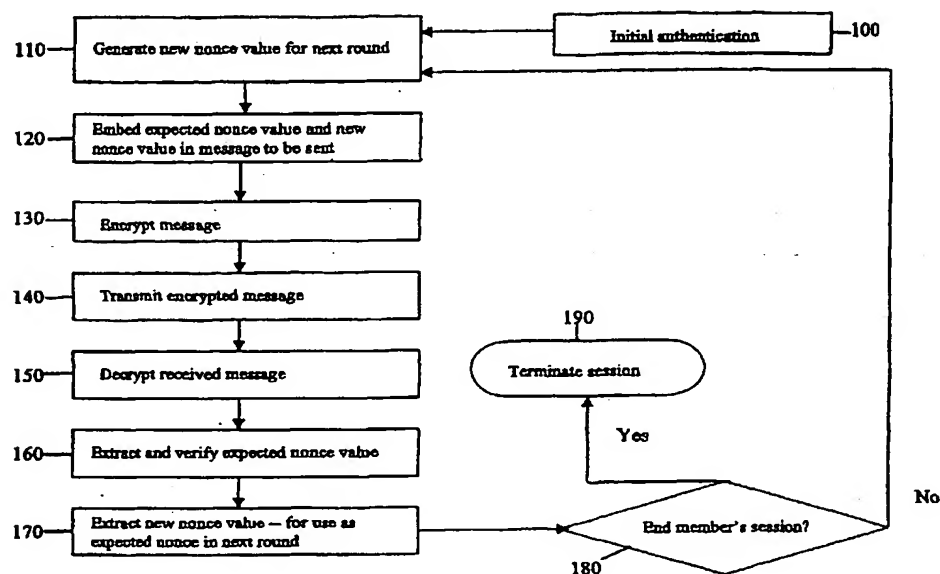 110
Generate new nonce value for next round
Initial authentication
100
120
Embed expected nonce value and new
nonce value in message to be sent
130
Encrypt message
140
Transmit encrypted message
150
Decrypt received message
160
Extract and verify expected nonce value
170
Extract new nonce value – for use as
expected nonce in next round
190
Terminate session
Yes
No
End member's session?
180